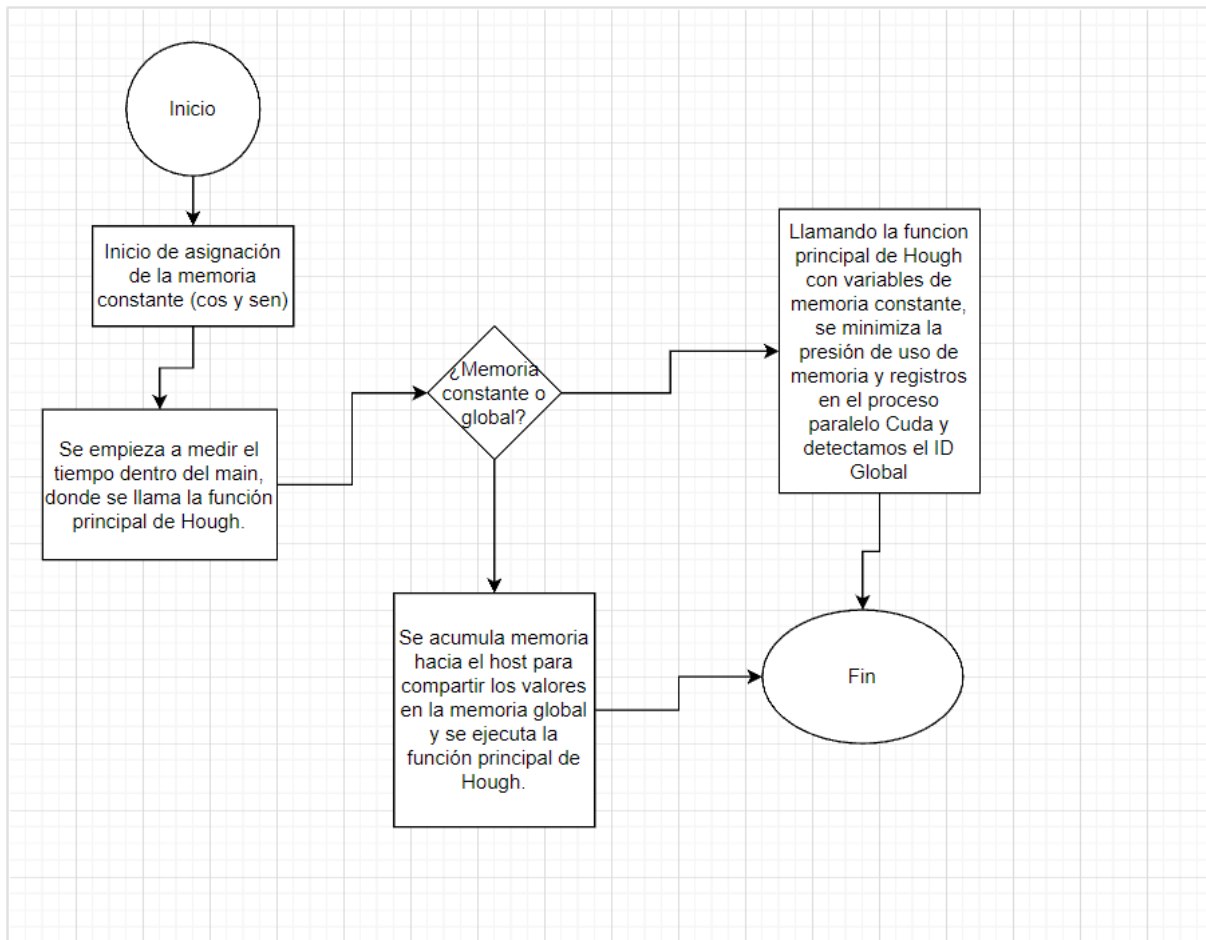 Inicio
Inicio de asignación
de la memoria
constante (cos y sen)
Se empieza a medir el
tiempo dentro del main,
donde se llama la función
principal de Hough.
¿Memoria
constante o
global?
Llamando la funcion
principal de Hough
con variables de
memoria constante,
se minimiza la
presión de uso de
memoria y registros
en el proceso
paralelo Cuda y
detectamos el ID
Global
Se acumula memoria
hacia el host para
compartir los valores
en la memoria global
y se ejecuta la
función principal de
Hough.
Fin